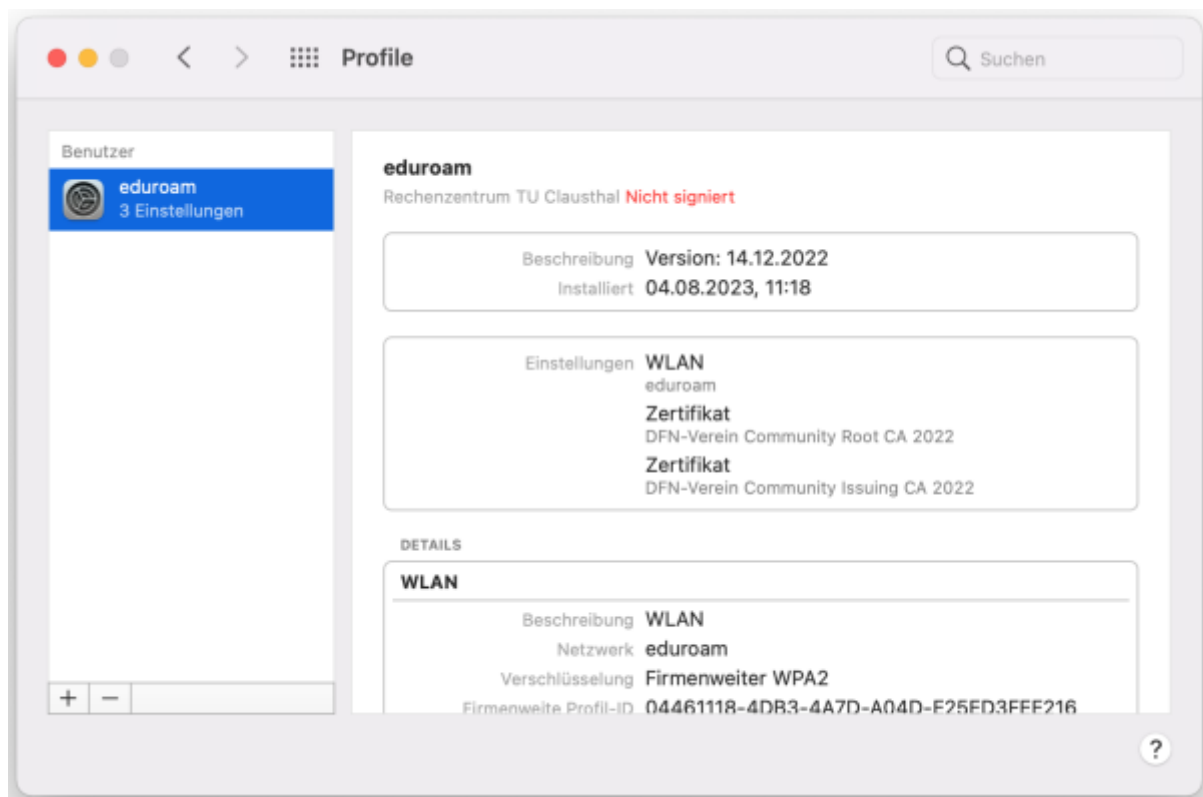 Profile
Suchen
Benutzer
eduroam
3 Einstellungen
eduroam
Rechenzentrum TU Clausthal Nicht signiert
Beschreibung Version: 14.12.2022
Installiert 04.08.2023, 11:18
Einstellungen WLAN
eduroam
Zertifikat
DFN-Verein Community Root CA 2022
Zertifikat
DFN-Verein Community Issuing CA 2022
DETAILS
WLAN
Beschreibung WLAN
Netzwerk eduroam
Verschlüsselung Firmenweiter WPA2
Firmenweite Profil-ID 04461118-4DB3-4A7D-A04D-F25ED3FEE216
+ −
?